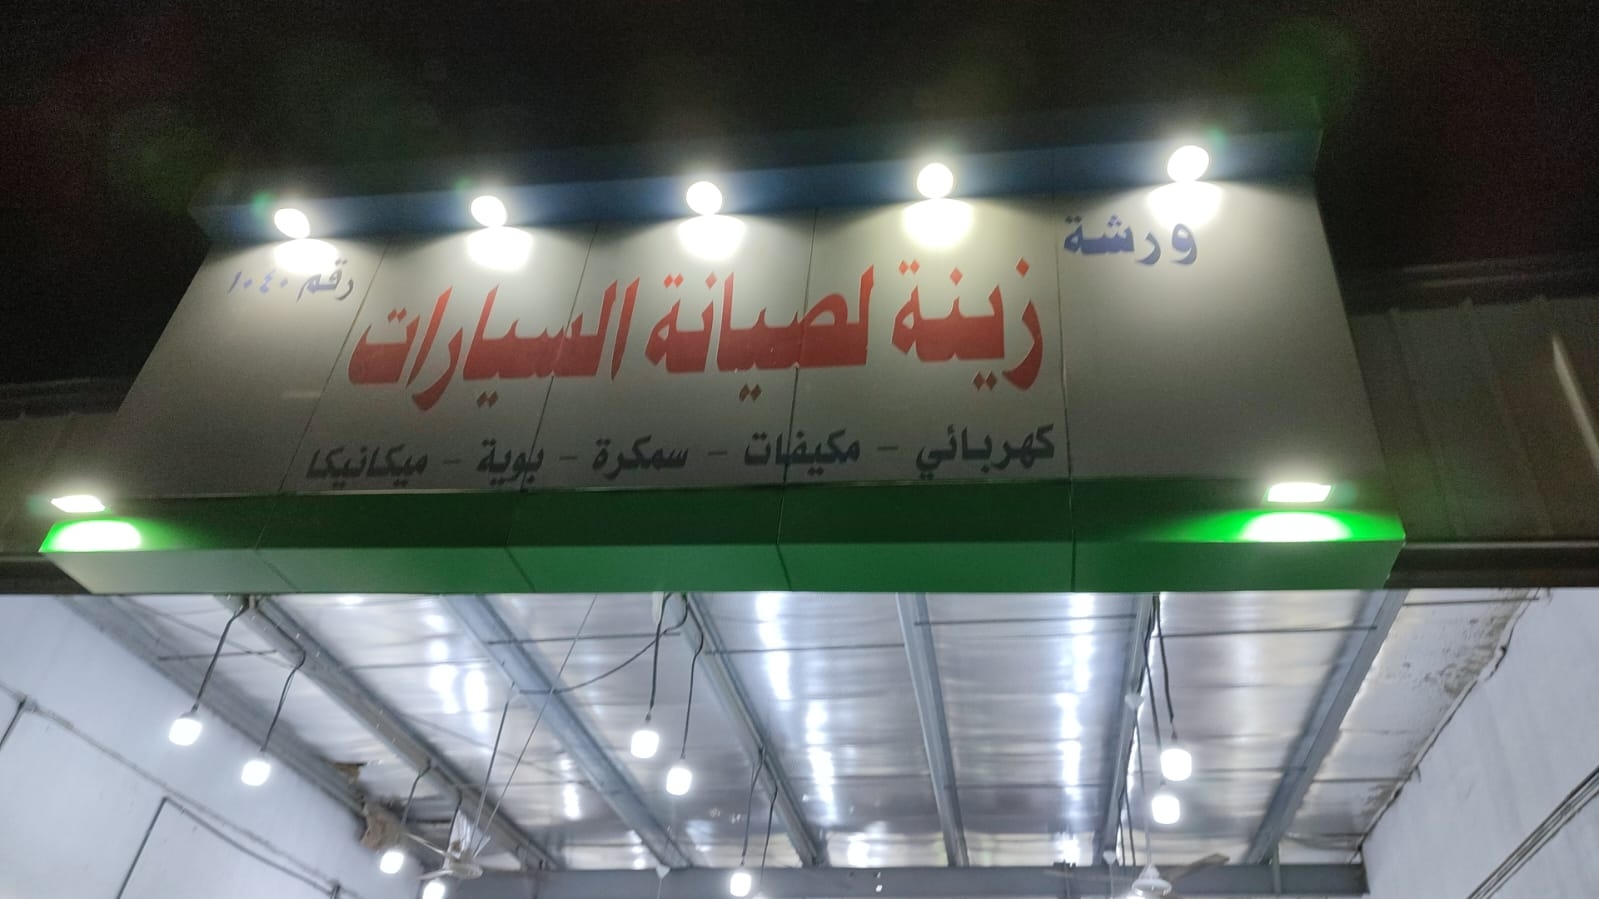 ورشة
زينة لصيانة السيارات
رقم ١٠٤٠
كهربائي - مكيفات - سمكرة - بوية - ميكانيكا